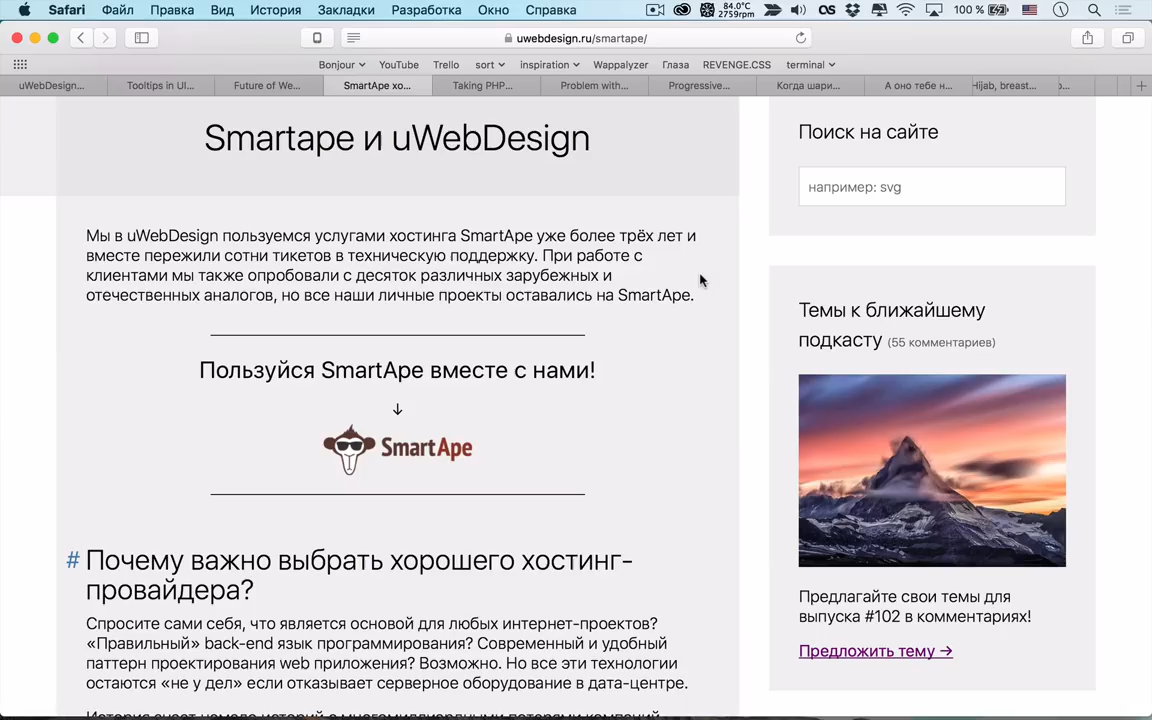 Safari Файл Правка Вид История Закладки Разработка Окно Справка 84.0°C 2759rpm 100 %
uwebdesign.ru/smartape/
Bonjour YouTube Trello sort inspiration Wappalyzer Глаза REVENGE.CSS terminal
uWebDesign... Tooltips in UI... Future of We... SmartApe хо... Taking PHP... Problem with... Progressive... Когда шари... А оно тебе н... Hijab, breast...
Smartape и uWebDesign
Мы в uWebDesign пользуемся услугами хостинга SmartApe уже более трёх лет и
вместе пережили сотни тикетов в техническую поддержку. При работе с
клиентами мы также опробовали с десяток различных зарубежных и
отечественных аналогов, но все наши личные проекты оставались на SmartApe.
Пользуйся SmartApe вместе с нами!
↓
SmartApe
# Почему важно выбрать хорошего хостинг-
провайдера?
Спросите сами себя, что является основой для любых интернет-проектов?
«Правильный» back-end язык программирования? Современный и удобный
паттерн проектирования web приложения? Возможно. Но все эти технологии
остаются «не у дел» если отказывает серверное оборудование в дата-центре.
Поиск на сайте
например: svg
Темы к ближайшему
подкасту (55 комментариев)
Предлагайте свои темы для
выпуска #102 в комментариях!
Предложить тему →